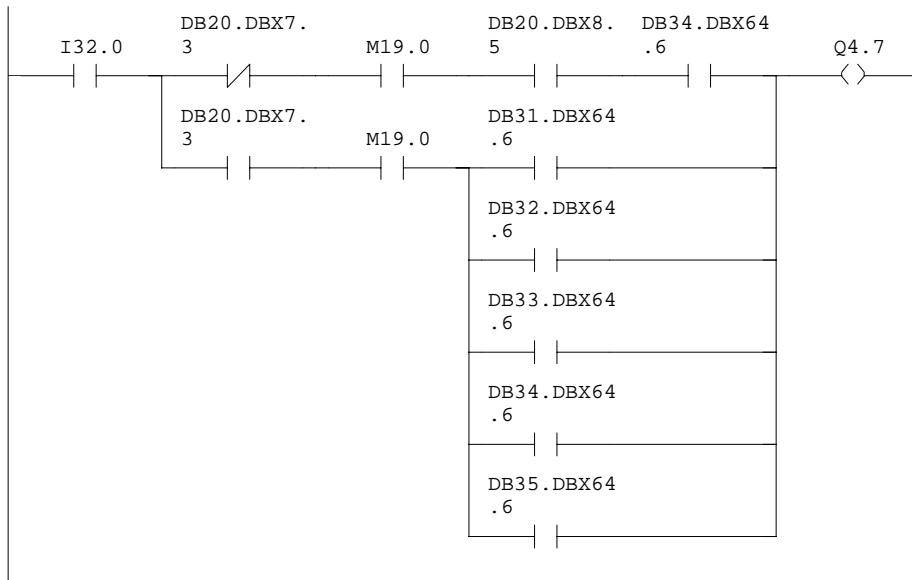 I32.0
DB20.DBX7.
3
M19.0
DB20.DBX8.
5
DB34.DBX64
.6
Q4.7
DB20.DBX7.
3
M19.0
DB31.DBX64
.6
DB32.DBX64
.6
DB33.DBX64
.6
DB34.DBX64
.6
DB35.DBX64
.6